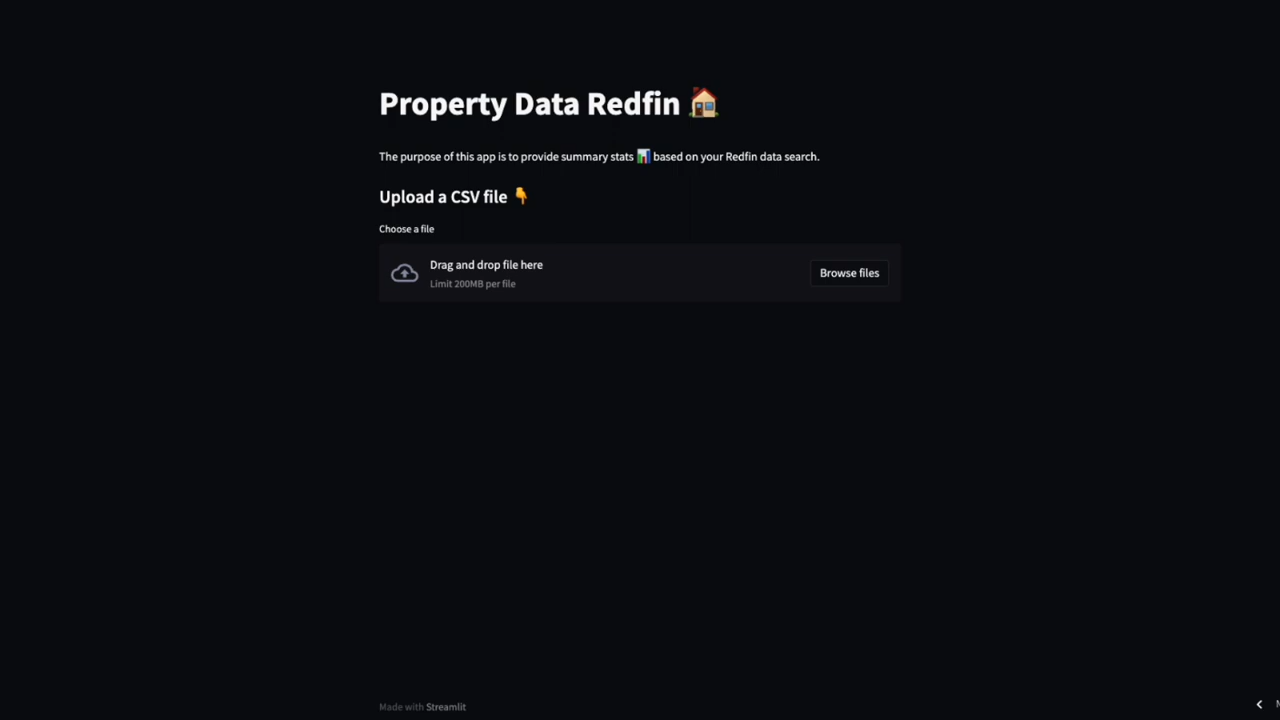 Property Data Redfin 🏠
The purpose of this app is to provide summary stats 📊 based on your Redfin data search.
Upload a CSV file 👇
Choose a file
Drag and drop file here
Limit 200MB per file
Browse files
Made with Streamlit